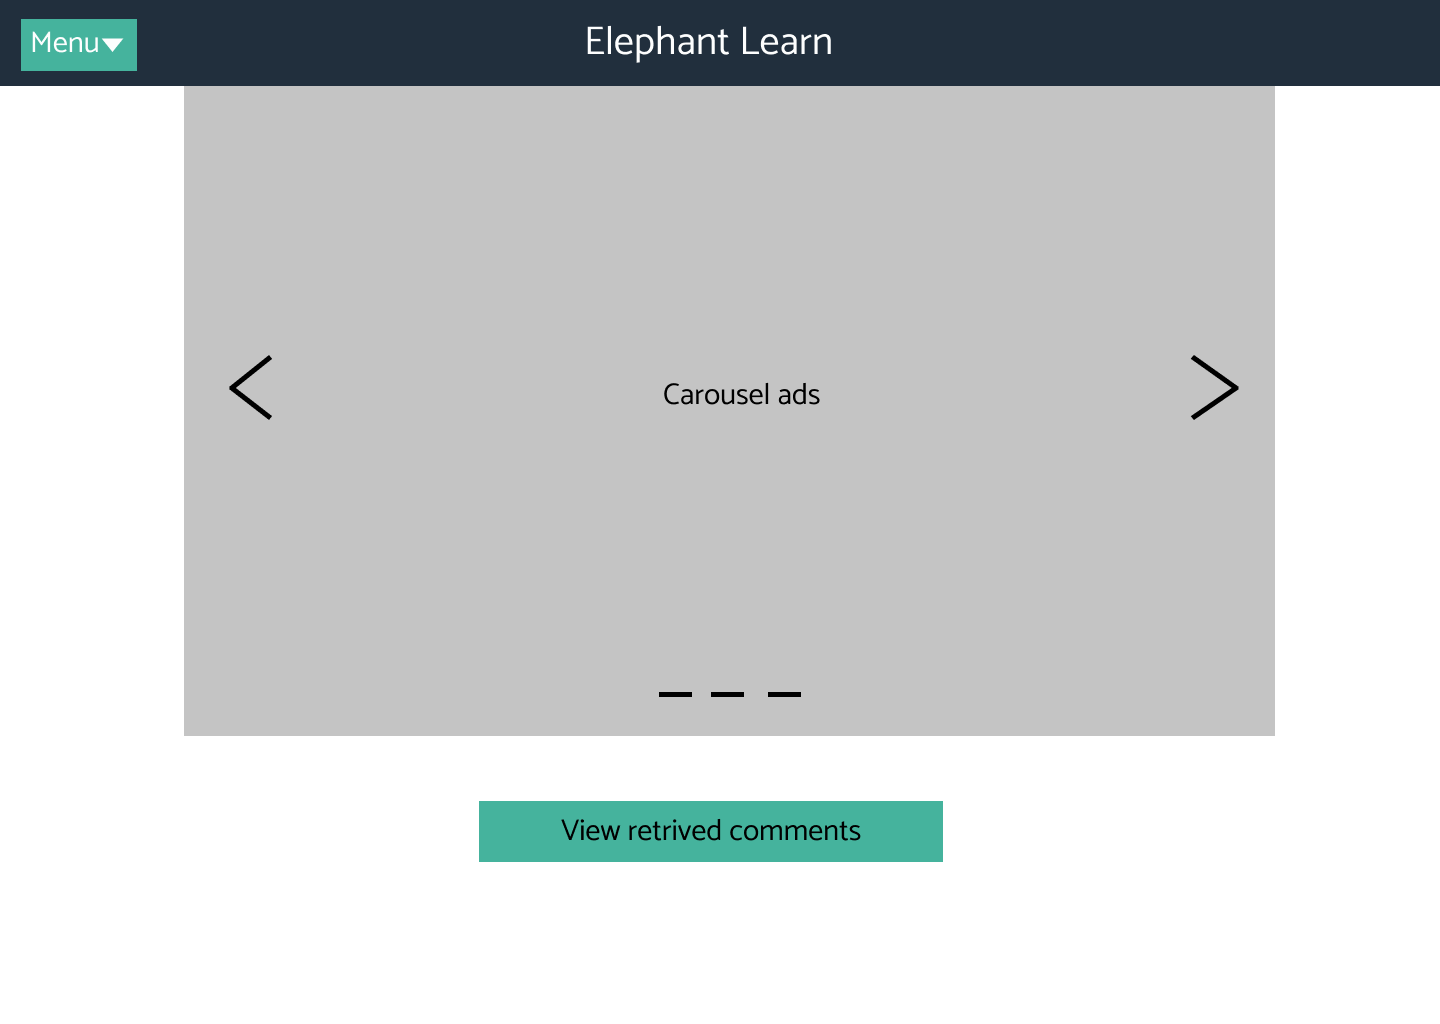 Menu
Elephant Learn
Carousel ads
View retrived comments